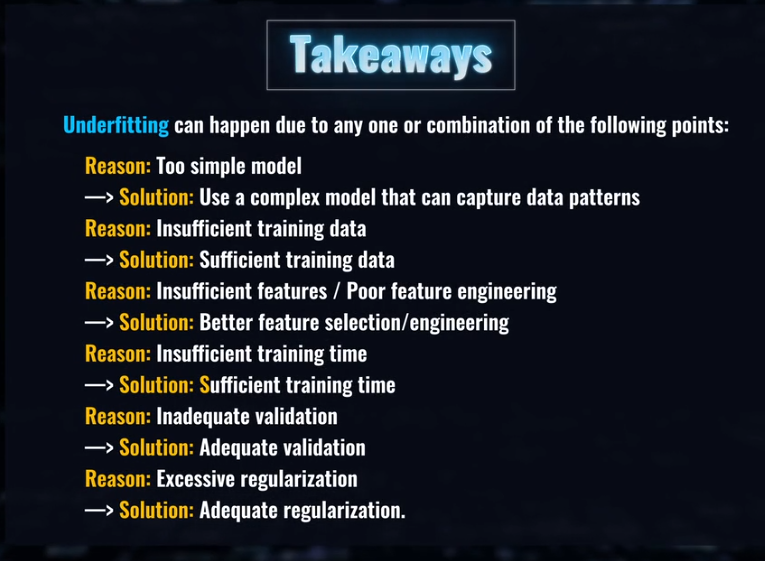 Takeaways
Underfitting can happen due to any one or combination of the following points:
Reason: Too simple model
—> Solution: Use a complex model that can capture data patterns
Reason: Insufficient training data
—> Solution: Sufficient training data
Reason: Insufficient features / Poor feature engineering
—> Solution: Better feature selection/engineering
Reason: Insufficient training time
—> Solution: Sufficient training time
Reason: Inadequate validation
—> Solution: Adequate validation
Reason: Excessive regularization
—> Solution: Adequate regularization.